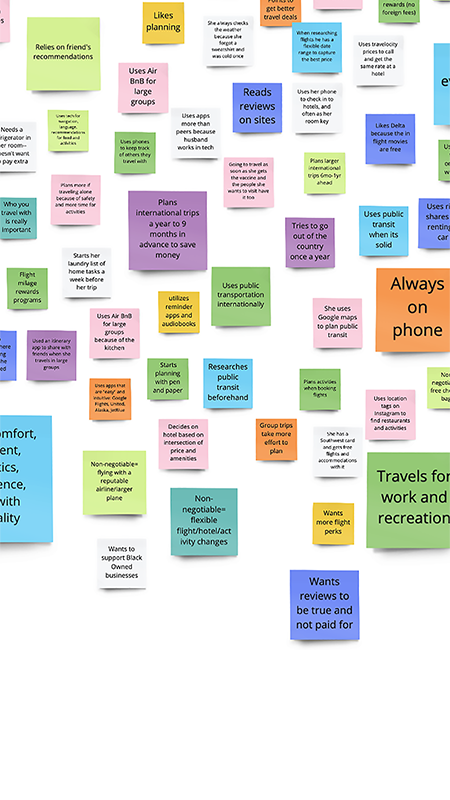 Points to
get better
travel deals
rewards (no
foreign fees)
Likes
planning
She always checks
the weather
because she
forgot a
sweatshirt and
was cold once
When researching
flights he has a
flexible date
range to capture
the best price
Uses travelocity
prices to call and
get the same rate at a
hotel
Relies on friend's
recommendations
Uses Air
BnB for
large
groups
Reads
reviews
on sites
Uses her phone
to check in to
hotels, and
often as her
room key
Uses apps
more than
peers because
husband
works in tech
Likes Delta
because the in
flight movies
are free
Needs a
her room--
doesn't want
to pay extra
navigation,
language,
recommendations
for food and
activities
Uses phones
to keep track
of others they
travel with
Going to travel as
soon as she gets
the vaccine and
the people she
wants to visit have
it too
Plans larger
international
trips 6mo-1yr
ahead
Who you
travel with
is really
important
Plans more if
traveling alone
because of safety
and more time for
activities
Plans
international trips
a year to 9
months in
advance to save
money
Tries to go
out of the
country
once a year
Uses public
transit
when its
solid
Uses
shares
renting
car
Starts her
laundry list of
home tasks a
week before
her trip
Flight
millage
rewards
programs
utilizes
reminder
apps and
audiobooks
Uses public
transportation
internationally
Always
on
phone
Uses Air BnB
for large
groups
because of the
kitchen
She uses
Google maps
to plan public
transit
Used an itinerary
app to share with
friends when she
travels in large
groups
Starts
planning
with pen
and paper
Researches
public
transit
beforehand
Plans activities
when booking
flights
Uses apps that
are "easy" and
intuitive: Google
Flights, United,
Alaska, JetBlue
Uses location
tags on
Instagram to
find restaurants
and activities
Decides on
hotel based on
intersection of
price and
amenities
Group trips
take more
effort to
plan
She has a
Southwest card
and gets free
flights and
accommodations
with it
Non-negotiable=
flying with a
reputable
airliner/larger
plane
Travels for
work and
recreation
Non-
negotiable=
flexible
flight/hotel/act
ivity changes
Wants
more flight
perks
Wants to
support Black
Owned
businesses
Wants
reviews to
be true and
not paid for